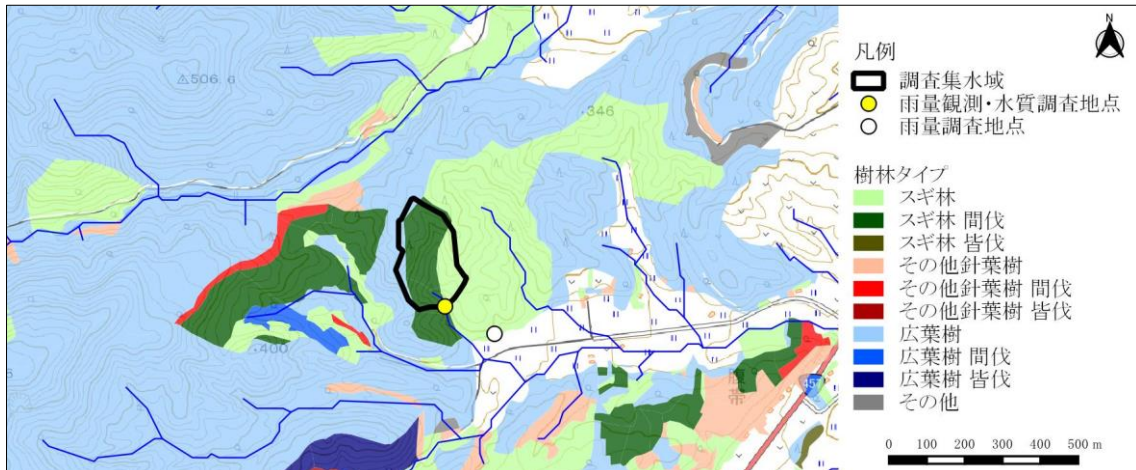 506.6
346
400
腹
帯
N
凡例
調査集水域
雨量観測・水質調査地点
雨量調査地点
樹林タイプ
スギ林
スギ林 間伐
スギ林 皆伐
その他針葉樹
その他針葉樹 間伐
その他針葉樹 皆伐
広葉樹
広葉樹 間伐
広葉樹 皆伐
その他
0 100 200 300 400 500 m